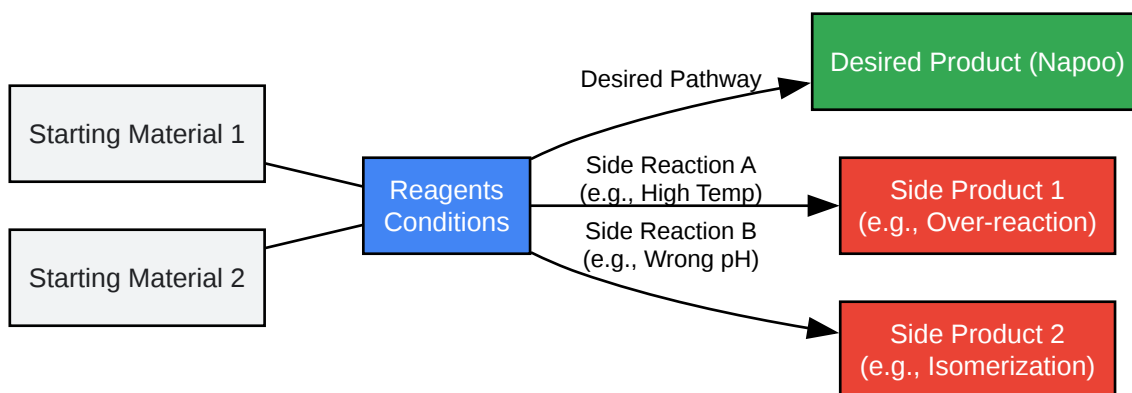 Desired Product (Napoo)
Desired Pathway
Starting Material 1
Reagents
Conditions
Side Reaction A
(e.g., High Temp)
Side Product 1
(e.g., Over-reaction)
Starting Material 2
Side Reaction B
(e.g., Wrong pH)
Side Product 2
(e.g., Isomerization)